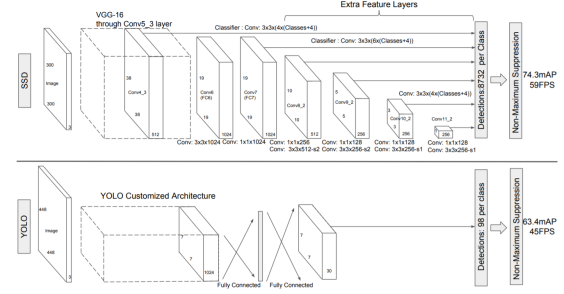 Extra Feature Layers
VGG-16
through Conv5_3 layer
Classifier : Conv: 3x3x(4x(Classes+4))
Classifier : Conv: 3x3x(6x(Classes+4))
SSD
300
Image
300
3
38
Conv4_3
38
512
19
Conv6
(FC6)
19
1024
19
Conv7
(FC7)
19
1024
10
Conv8_2
10
512
5
Conv9_2
5
256
3
Conv10_2
3
256
Conv11_2
256
Conv: 3x3x(4x(Classes+4))
Conv: 3x3x1024
Conv: 1x1x1024
Conv: 1x1x256
Conv: 3x3x512-s2
Conv: 1x1x128
Conv: 3x3x256-s2
Conv: 1x1x128
Conv: 3x3x256-s1
Conv: 1x1x128
Conv: 3x3x256-s1
Detections:8732 per Class
Non-Maximum Suppression
74.3mAP
59FPS
YOLO Customized Architecture
YOLO
448
Image
448
3
7
7
1024
Fully Connected
Fully Connected
7
7
30
Detections: 98 per class
Non-Maximum Suppression
63.4mAP
45FPS